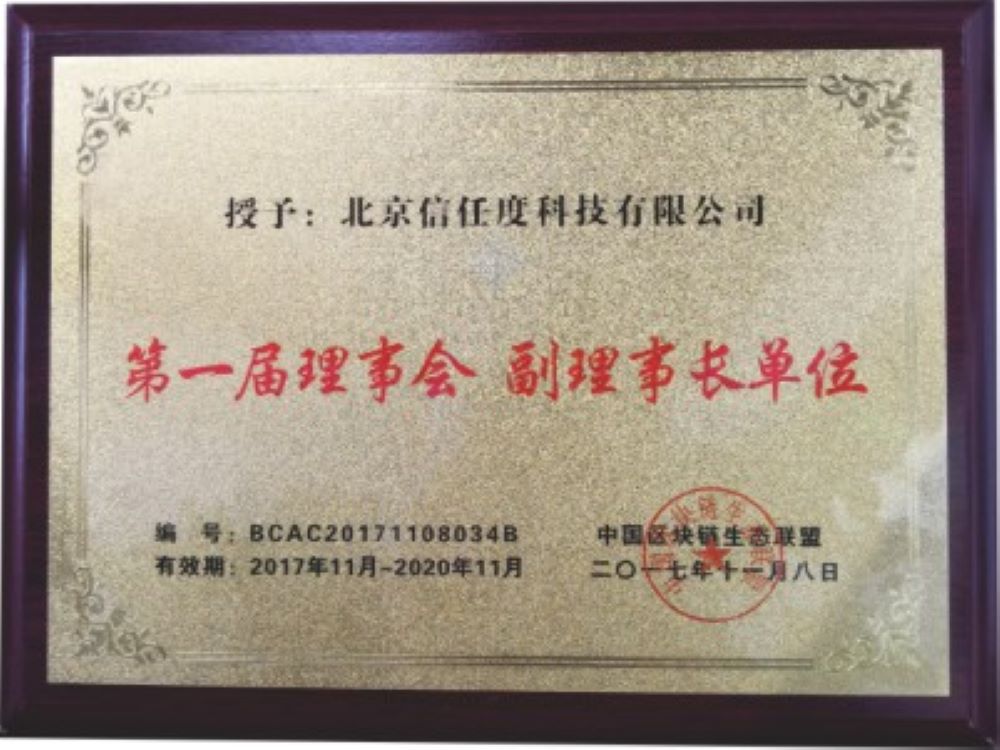 授予：北京信任度科技有限公司
第一届理事会 副理事长单位
编 号：BCAC20171108034B
有效期：2017年11月-2020年11月
中国区块链生态联盟
二〇一七年十一月八日